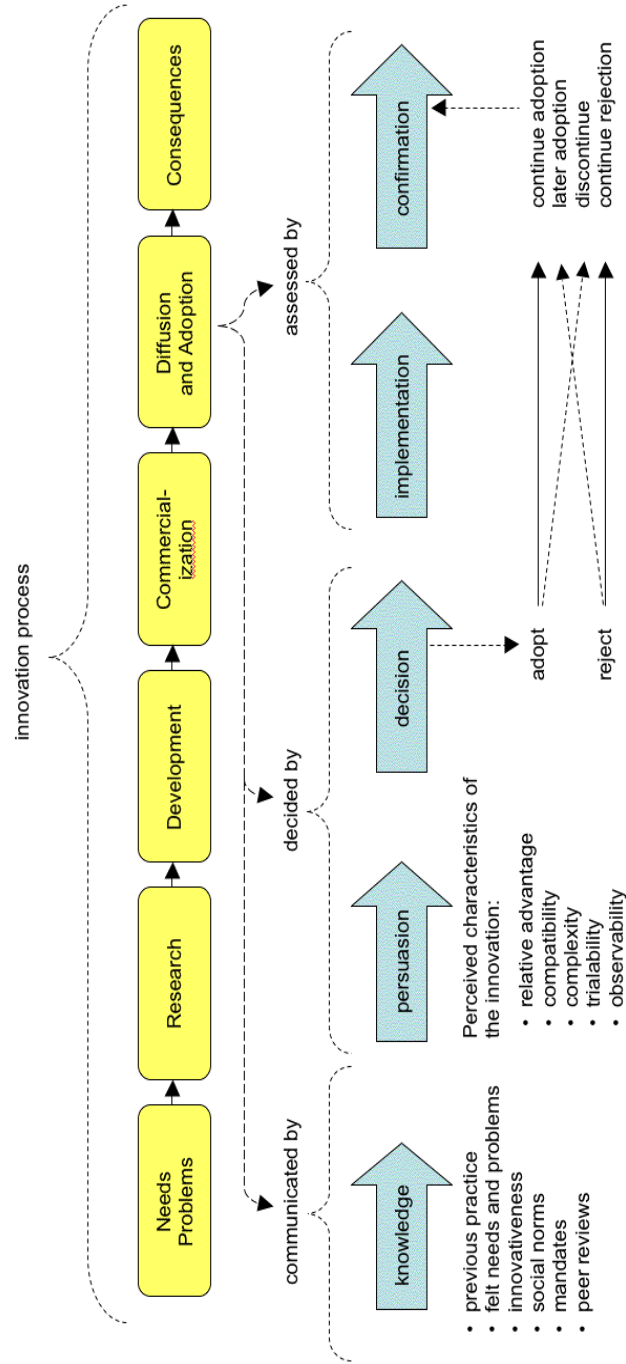 innovation process
Needs
Problems
Research
Development
Commercial-
ization
Diffusion
and Adoption
Consequences
communicated by
decided by
assessed by
knowledge
persuasion
decision
implementation
confirmation
• previous practice
• felt needs and problems
• innovativeness
• social norms
• mandates
• peer reviews
Perceived characteristics of
the innovation:
• relative advantage
• compatibility
• complexity
• trialability
• observability
adopt
reject
continue adoption
later adoption
discontinue
continue rejection